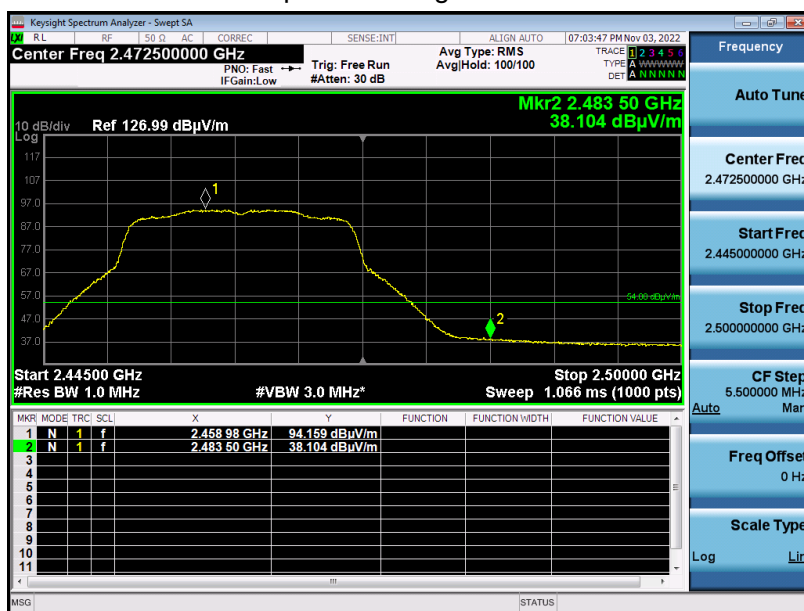 Keysight Spectrum Analyzer - Swept SA
LXI RL RF 50 Ω AC CORREC SENSE:INT ALIGN AUTO 07:03:47 PM Nov 03, 2022
Center Freq 2.472500000 GHz
PNO: Fast
IFGain:Low
Trig: Free Run
#Atten: 30 dB
Avg Type: RMS
Avg|Hold: 100/100
TRACE 1 2 3 4 5 6
TYPE A WWWWW
DET A N N N N N
Mkr2 2.483 50 GHz
38.104 dBµV/m
10 dB/div Ref 126.99 dBµV/m
Log
117
107
97.0
87.0
77.0
67.0
57.0
47.0
37.0
1
54.00 dBµV/m
2
Start 2.44500 GHz Stop 2.50000 GHz
#Res BW 1.0 MHz #VBW 3.0 MHz* Sweep 1.066 ms (1000 pts)
MKR MODE TRC SCL X Y FUNCTION FUNCTION WIDTH FUNCTION VALUE
1 N 1 f 2.458 98 GHz 94.159 dBµV/m
2 N 1 f 2.483 50 GHz 38.104 dBµV/m
3
4
5
6
7
8
9
10
11
MSG STATUS
Frequency
Auto Tune
Center Freq
2.472500000 GHz
Start Freq
2.445000000 GHz
Stop Freq
2.500000000 GHz
CF Step
5.500000 MHz
Auto Man
Freq Offset
0 Hz
Scale Type
Log Lin